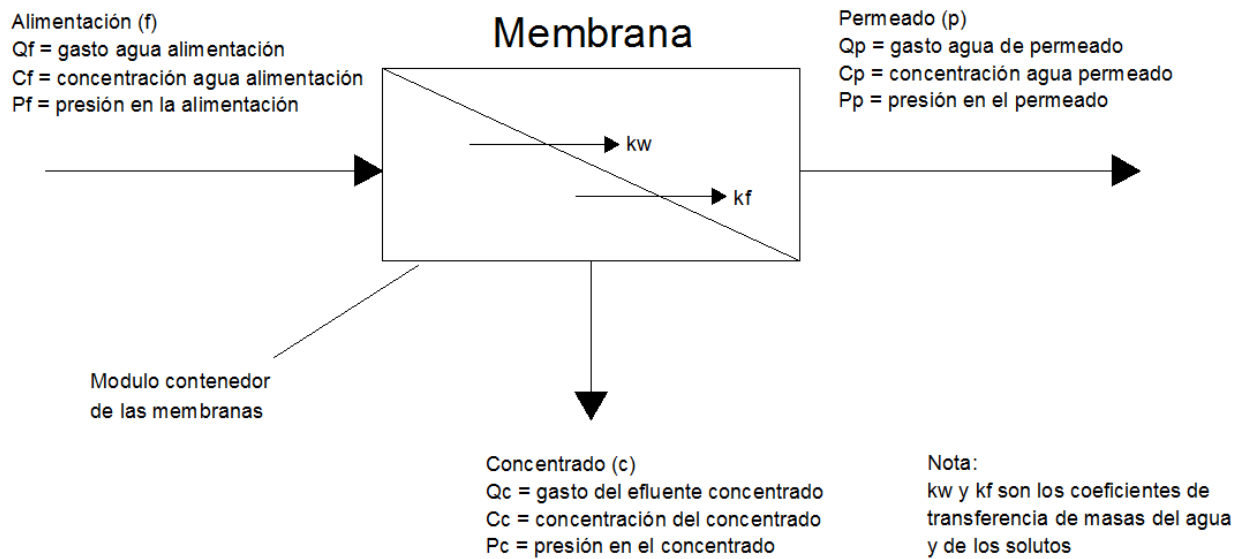 Alimentación (f)
Qf = gasto agua alimentación
Cf = concentración agua alimentación
Pf = presión en la alimentación
Membrana
Permeado (p)
Qp = gasto agua de permeado
Cp = concentración agua permeado
Pp = presión en el permeado
kw
kf
Modulo contenedor
de las membranas
Concentrado (c)
Qc = gasto del efluente concentrado
Cc = concentración del concentrado
Pc = presión en el concentrado
Nota:
kw y kf son los coeficientes de
transferencia de masas del agua
y de los solutos